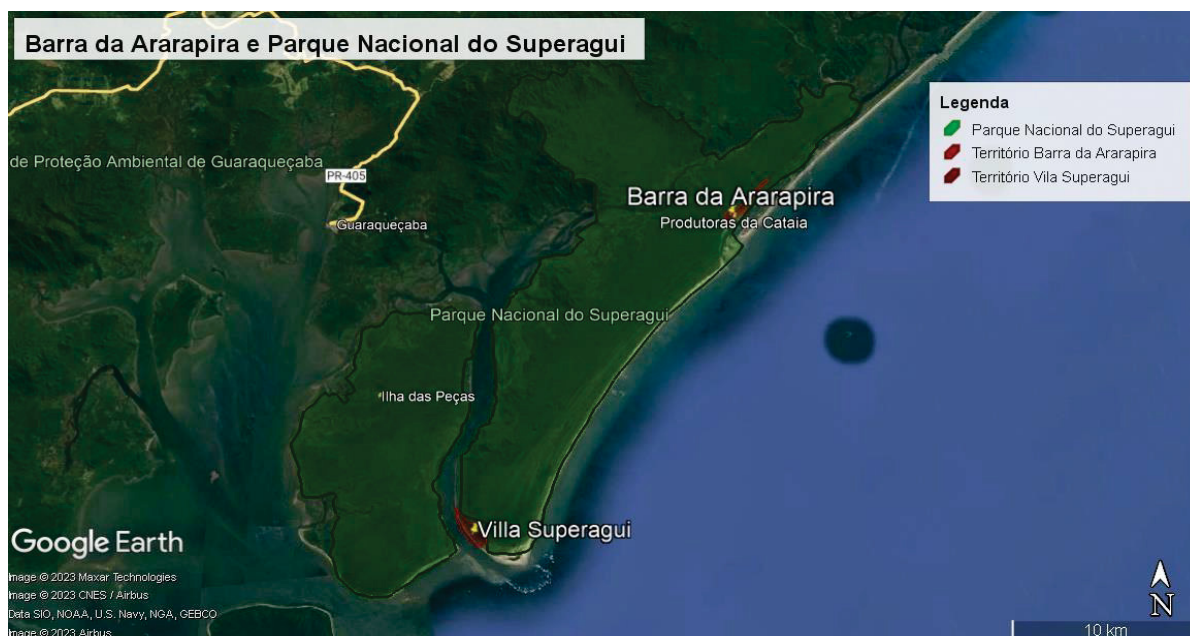 Barra da Ararapira e Parque Nacional do Superagui
Legenda
Parque Nacional do Superagui
Território Barra da Ararapira
Território Vila Superagui
de Proteção Ambiental de Guaraqueçaba
PR-405
Guaraqueçaba
Barra da Ararapira
Produtoras da Cataia
Parque Nacional do Superagui
Ilha das Peças
Villa Superagui
Google Earth
Image © 2023 Maxar Technologies
Image © 2023 CNES / Airbus
Data SIO, NOAA, U.S. Navy, NGA, GEBCO
Image © 2023 Airbus
N
10 km